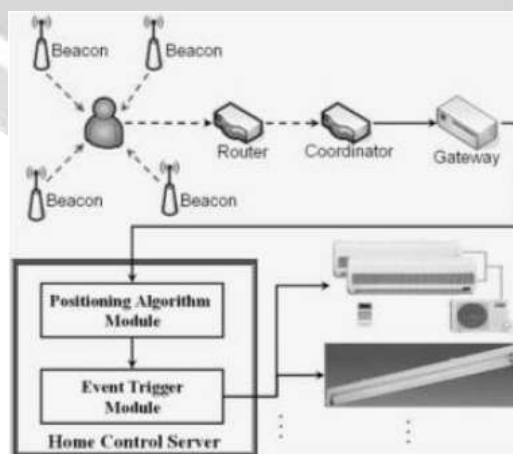 Beacon
Beacon
Router
Coordinator
Gateway
Beacon
Beacon
Positioning Algorithm
Module
Event Trigger
Module
Home Control Server